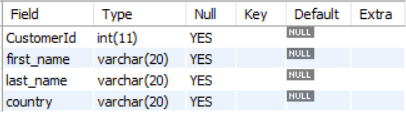 Field Type Null Key Default Extra
CustomerId int(11) YES NULL
first_name varchar(20) YES NULL
last_name varchar(20) YES NULL
country varchar(20) YES NULL